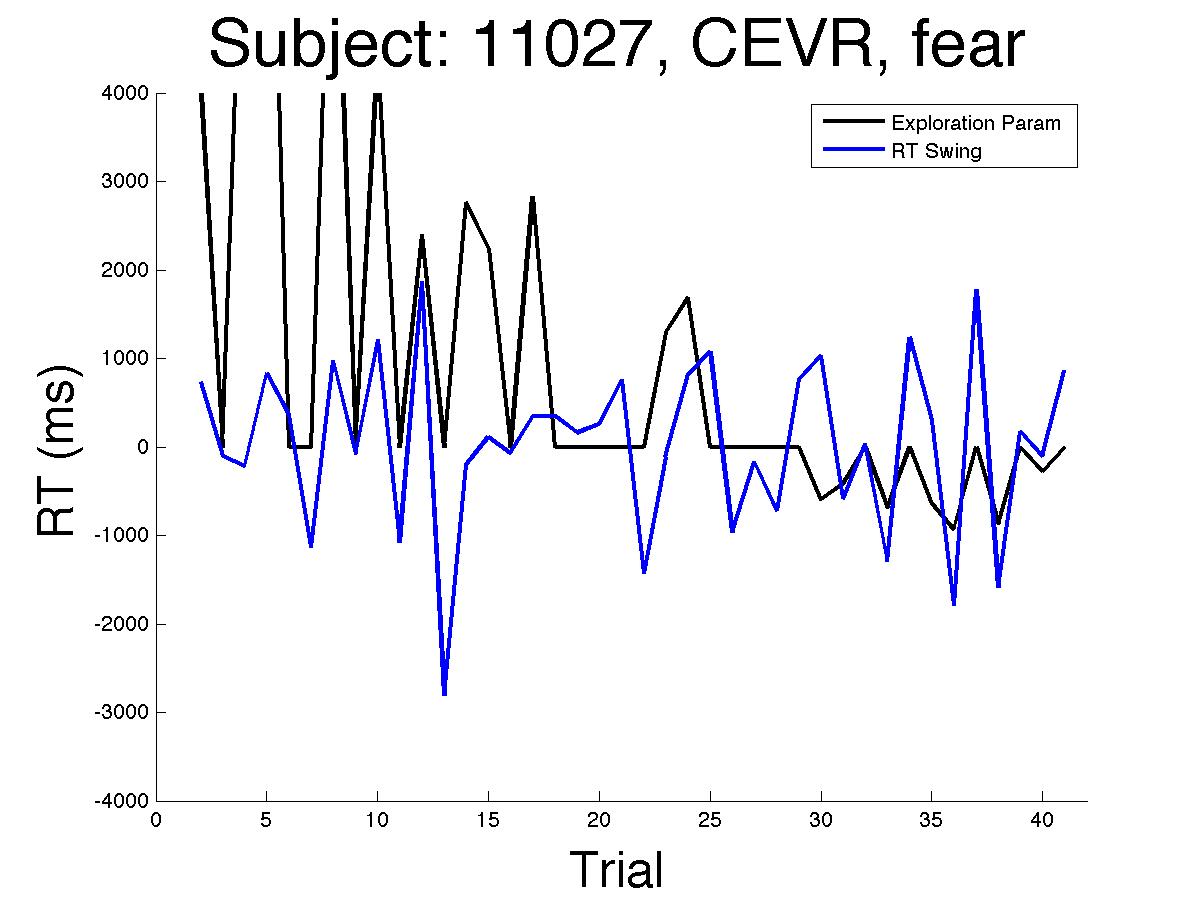 Subject: 11027, CEVR, fear
Exploration Param
RT Swing
RT (ms)
4000
3000
2000
1000
0
-1000
-2000
-3000
-4000
0 5 10 15 20 25 30 35 40
Trial